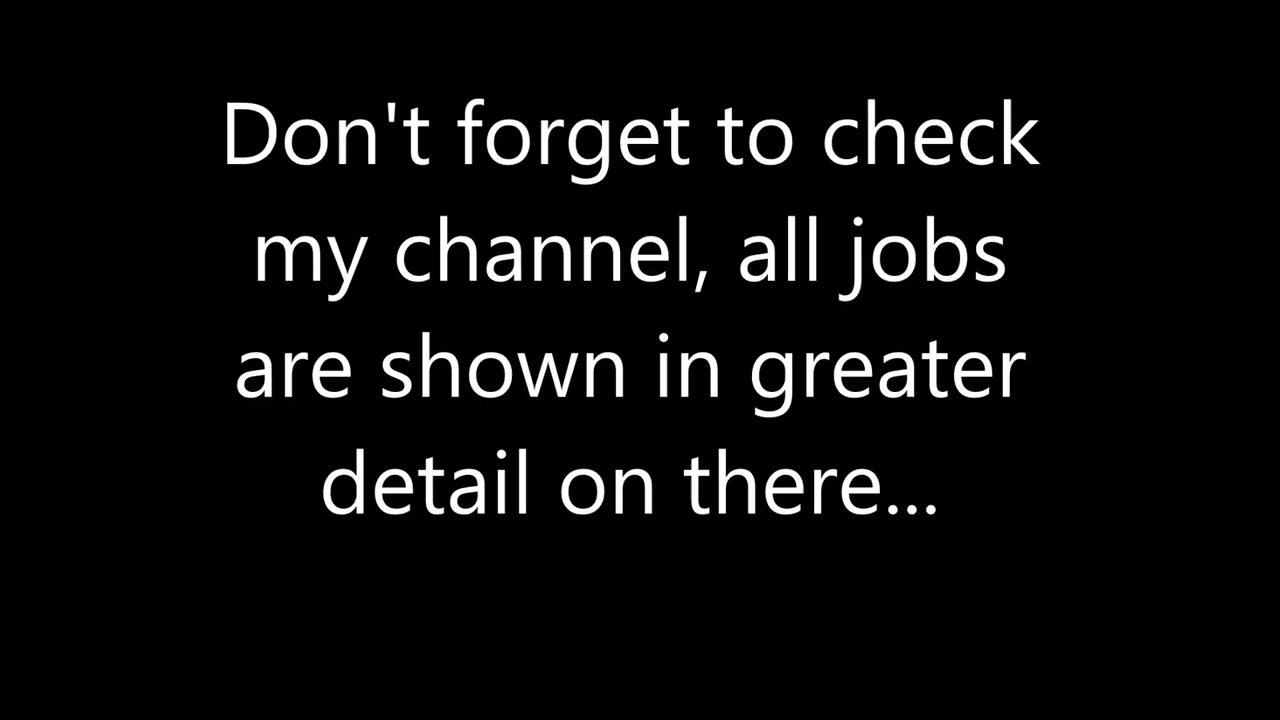 Don't forget to check
my channel, all jobs
are shown in greater
detail on there...